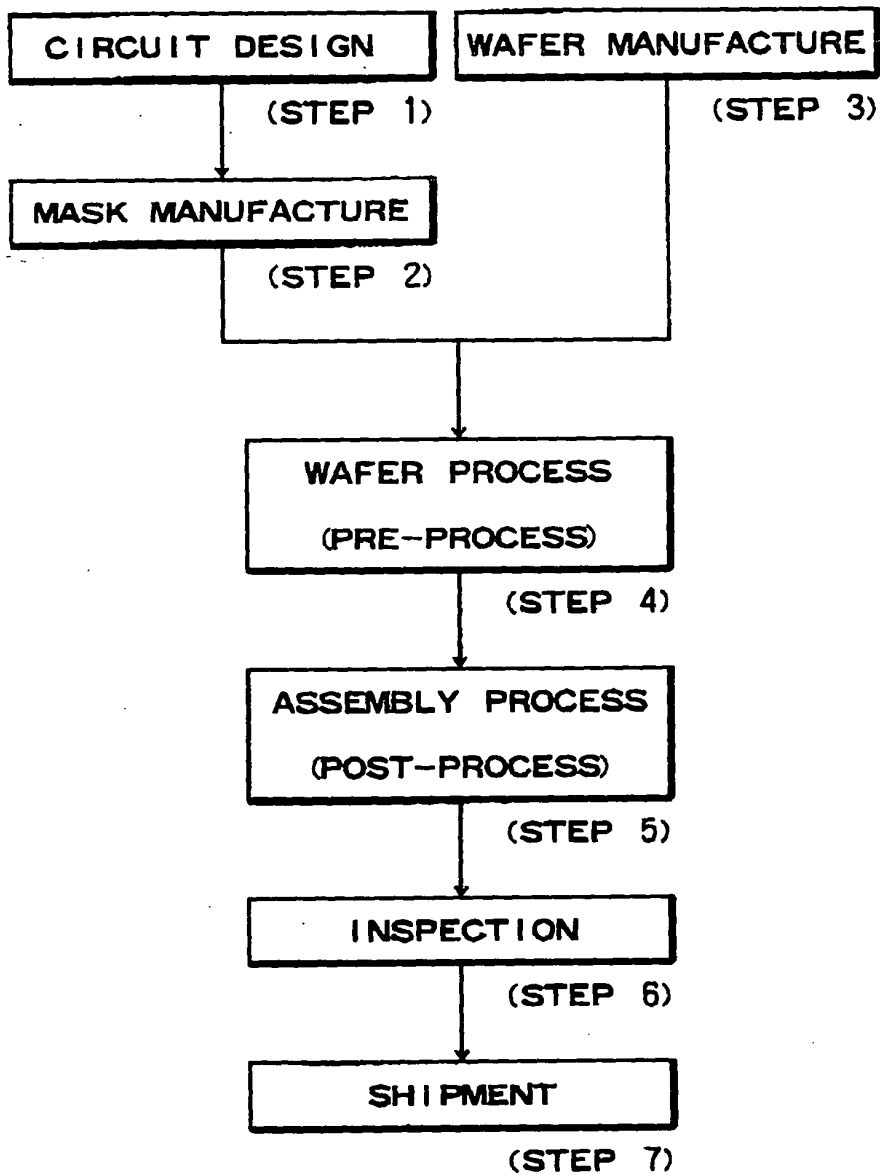 CIRCUIT DESIGN
(STEP 1)
WAFER MANUFACTURE
(STEP 3)
MASK MANUFACTURE
(STEP 2)
WAFER PROCESS
(PRE-PROCESS)
(STEP 4)
ASSEMBLY PROCESS
(POST-PROCESS)
(STEP 5)
INSPECTION
(STEP 6)
SHIPMENT
(STEP 7)